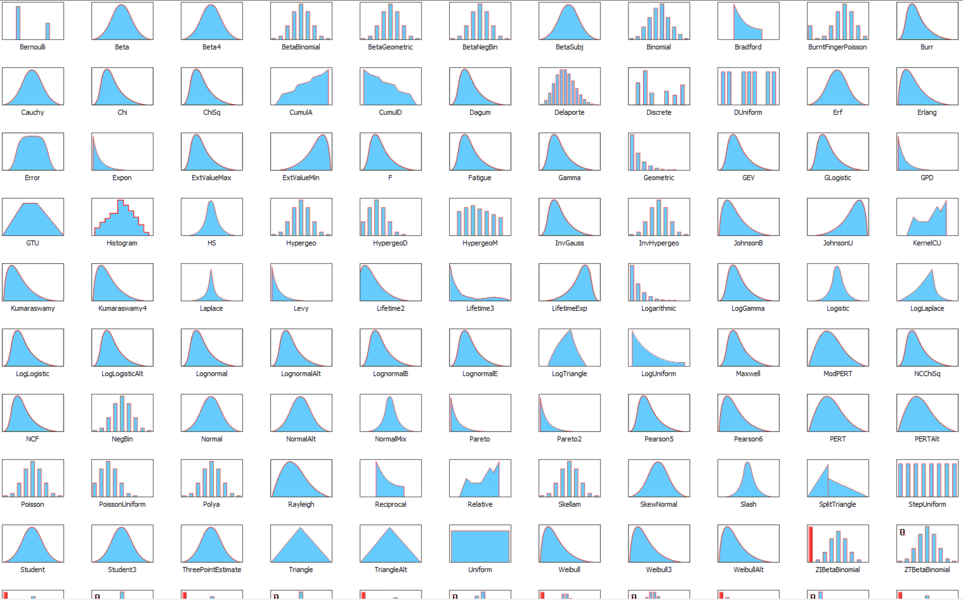 Bernoulli Beta Beta4 BetaBinomial BetaGeometric BetaNegBin BetaSubj Binomial Bradford BurntFingerPoisson Burr
Cauchy Chi ChiSq CumulA CumulD Dagum Delaporte Discrete DUniform Erf Erlang
Error Expon ExtValueMax ExtValueMin F Fatigue Gamma Geometric GEV GLogistic GPD
GTU Histogram HS Hypergeo HypergeoD HypergeoM InvGauss InvHypergeo JohnsonB JohnsonU KernelCU
Kumaraswamy Kumaraswamy4 Laplace Levy Lifetime2 Lifetime3 LifetimeExp Logarithmic LogGamma Logistic LogLaplace
LogLogistic LogLogisticAlt Lognormal LognormalAlt LognormalB LognormalE LogTriangle LogUniform Maxwell ModPERT NCChiSq
NCF NegBin Normal NormalAlt NormalMix Pareto Pareto2 Pearson5 Pearson6 PERT PERTAlt
Poisson PoissonUniform Polya Rayleigh Reciprocal Relative Skellam SkewNormal Slash SplitTriangle StepUniform
Student Student3 ThreePointEstimate Triangle TriangleAlt Uniform Weibull Weibull3 WeibullAlt ZIBetaBinomial ZTBetaBinomial